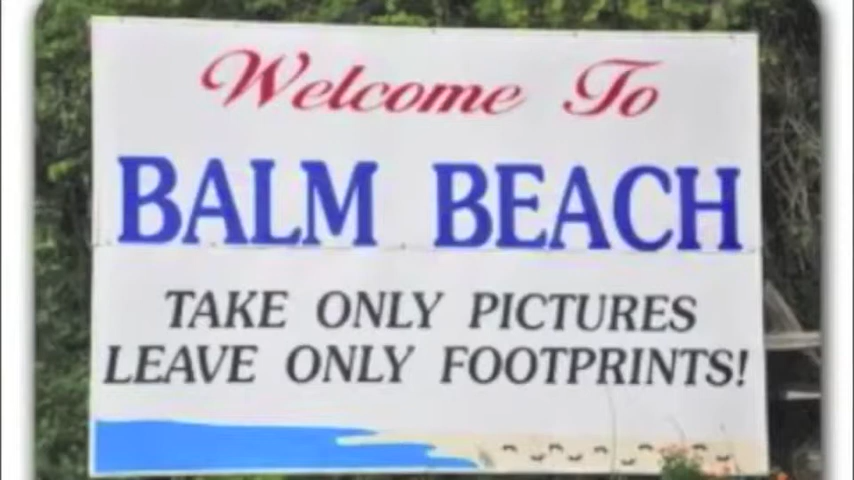 Welcome To
BALM BEACH
TAKE ONLY PICTURES
LEAVE ONLY FOOTPRINTS!